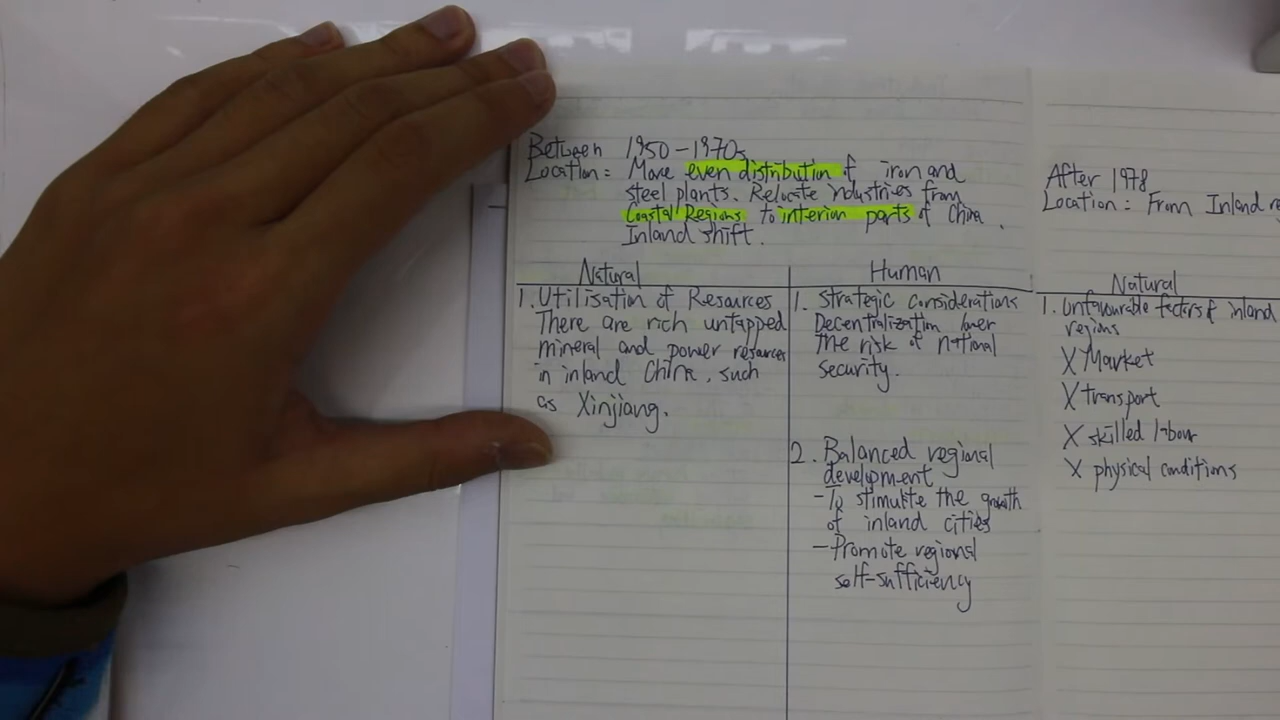 Between 1950-1970s
Location: More even distribution of iron and
steel plants. Relocate industries from
Coastal Regions to interior parts of China.
Inland shift.
Natural
1. Utilisation of Resources
There are rich untapped
mineral and power resources
in inland China, such
as Xinjiang.
Human
1. Strategic considerations
Decentralization lower
the risk of national
security.
2. Balanced regional
development
-To stimulate the growth
of inland cities
-Promote regional
self-sufficiency
After 1978
Location: From Inland
Natural
1. Unfavourable factors of inland
regions
X Market
X transport
X skilled labour
X physical conditions